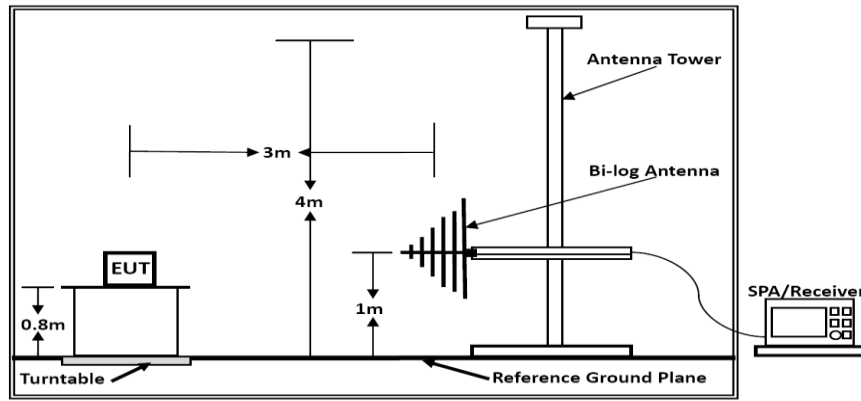 Antenna Tower
3m
Bi-log Antenna
4m
EUT
SPA/Receiver
0.8m
1m
Turntable
Reference Ground Plane